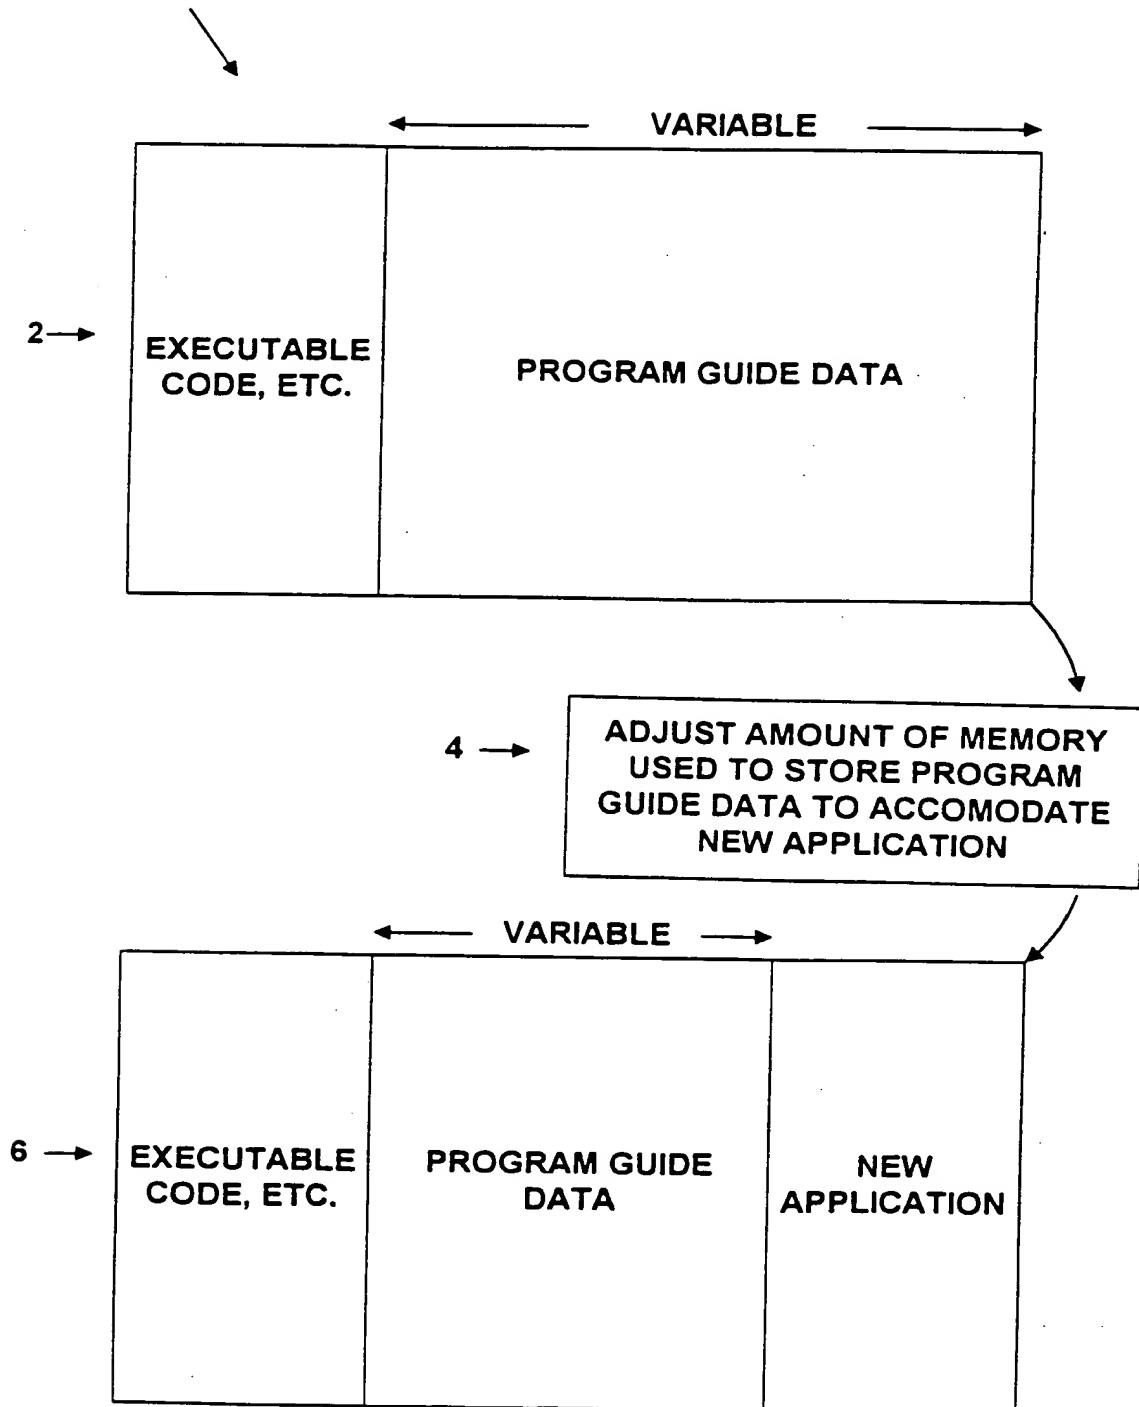 VARIABLE
2
EXECUTABLE
CODE, ETC.
PROGRAM GUIDE DATA
4
ADJUST AMOUNT OF MEMORY
USED TO STORE PROGRAM
GUIDE DATA TO ACCOMODATE
NEW APPLICATION
VARIABLE
6
EXECUTABLE
CODE, ETC.
PROGRAM GUIDE
DATA
NEW
APPLICATION